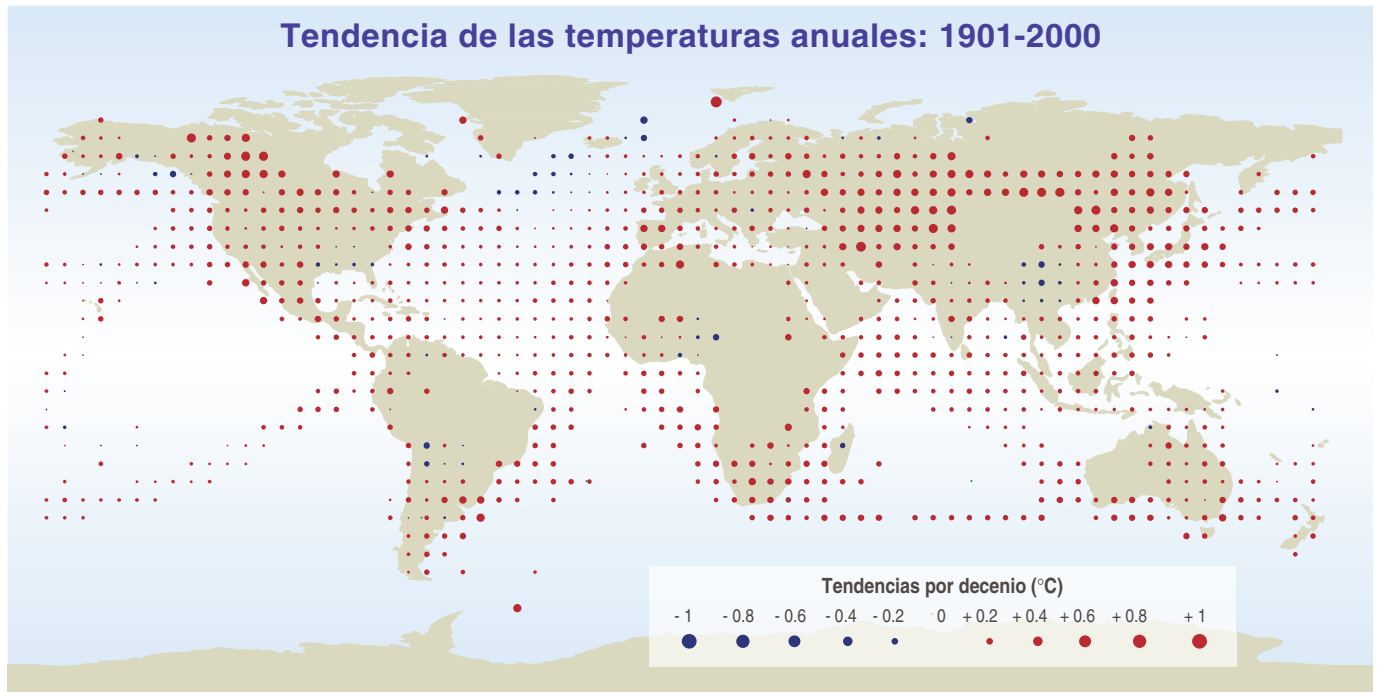 Tendencia de las temperaturas anuales: 1901-2000
Tendencias por decenio (°C)
- 1 - 0.8 - 0.6 - 0.4 - 0.2 0 + 0.2 + 0.4 + 0.6 + 0.8 + 1